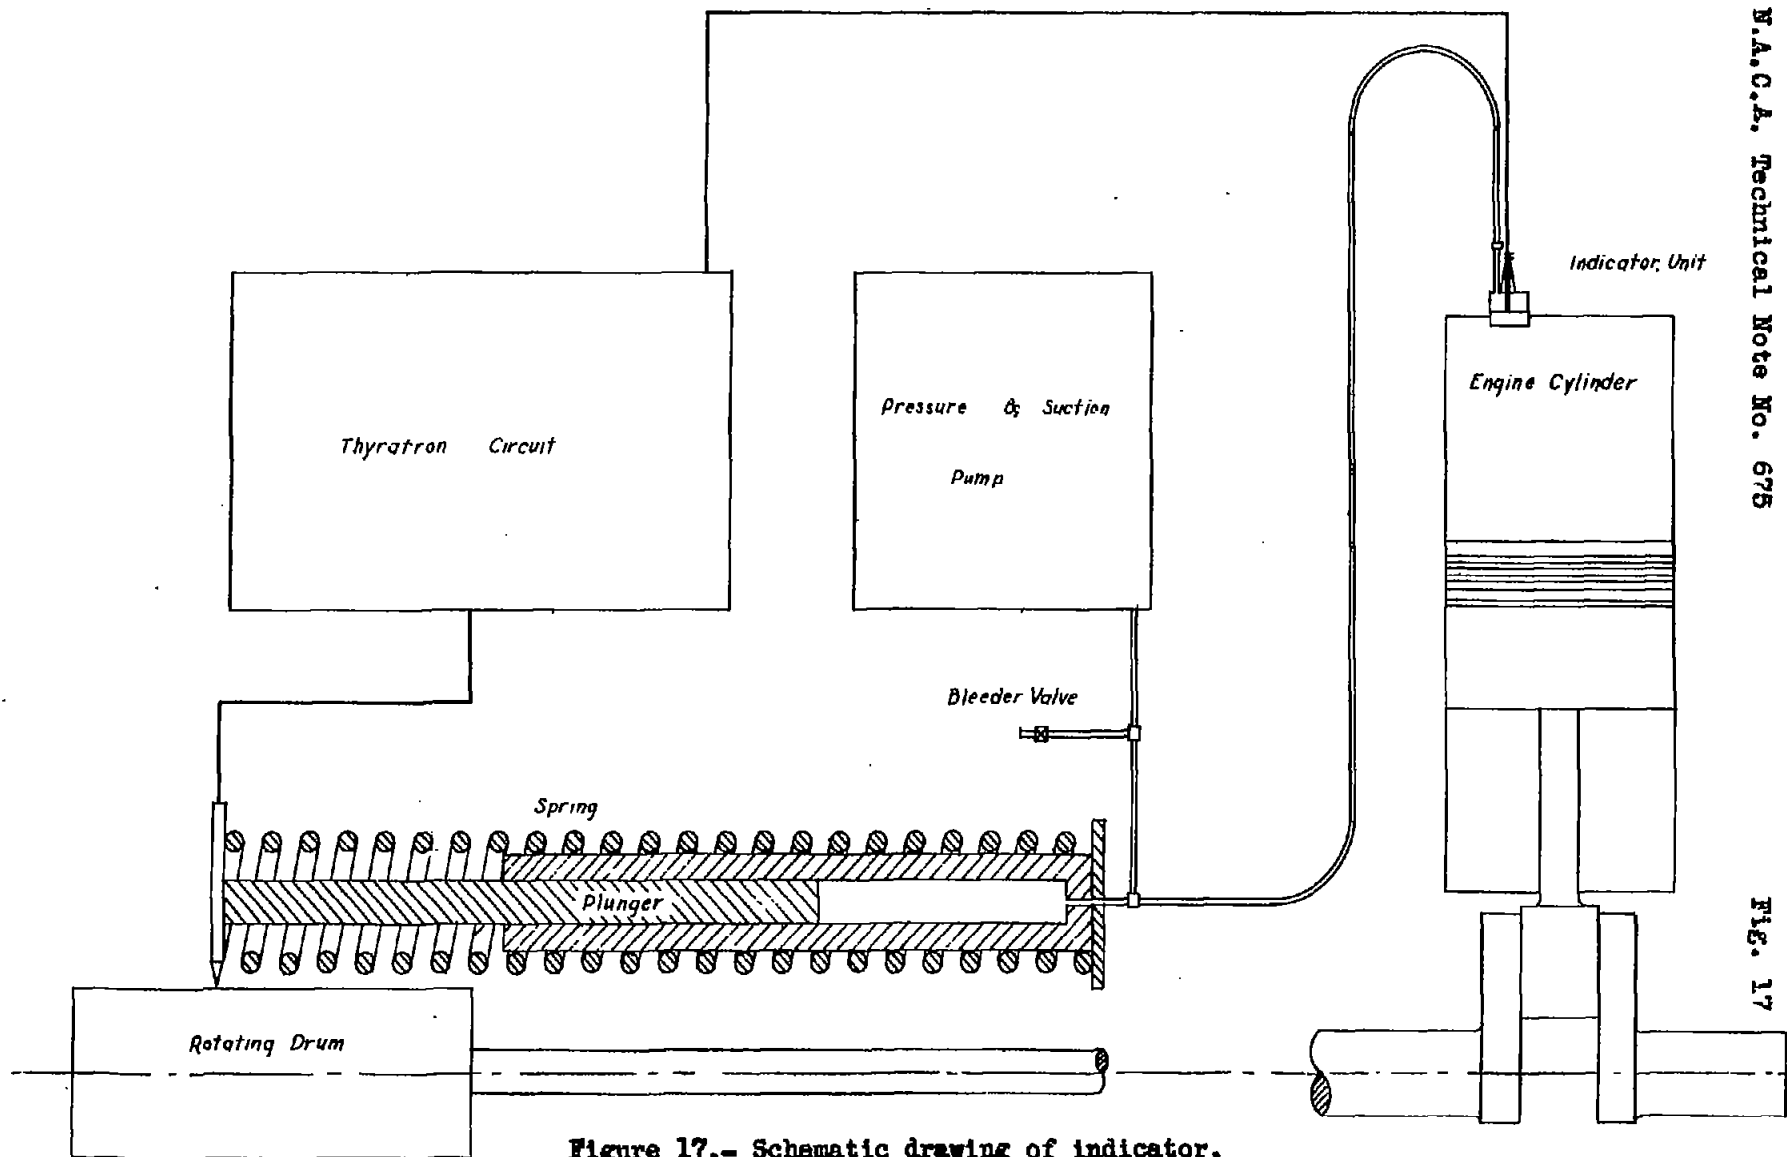 N.A.C.A. Technical Note No. 675
Fig. 17
Indicator, Unit
Engine Cylinder
Pressure & Suction
Pump
Thyratron Circuit
Bleeder Valve
Spring
Plunger
Rotating Drum
Figure 17.- Schematic drawing of indicator.